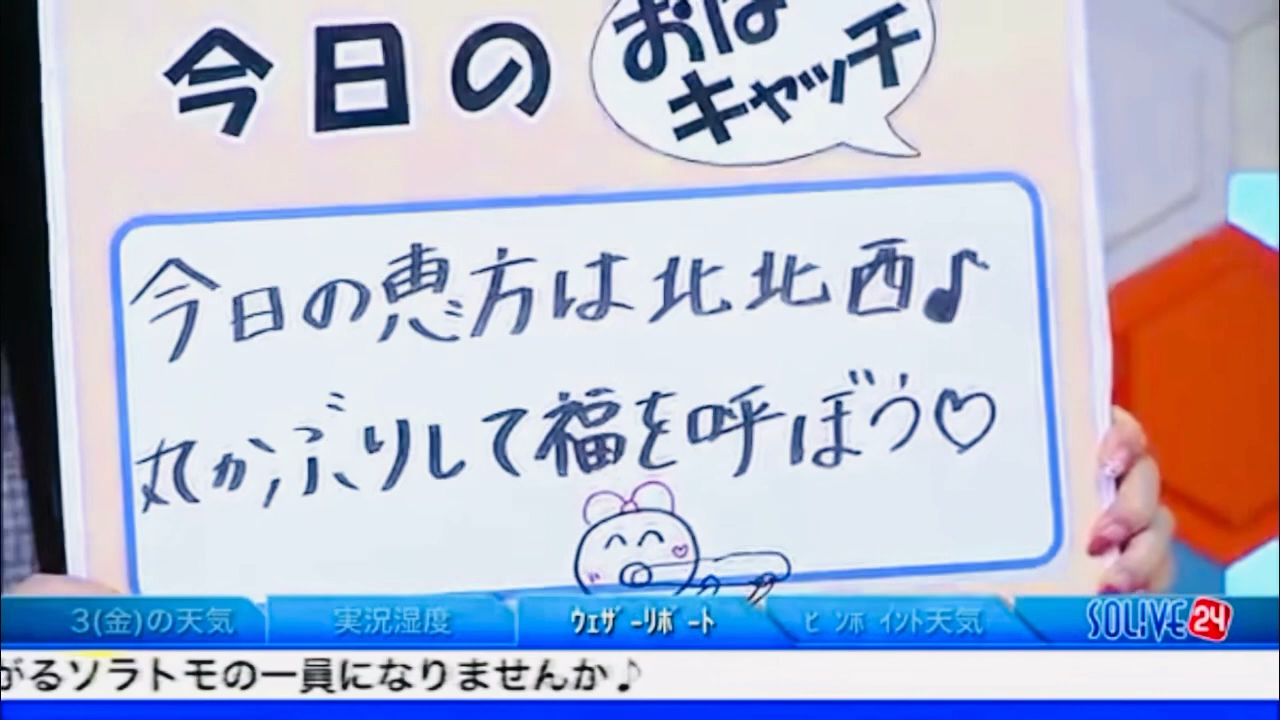 今日の
おは
キャッチ
今日の恵方は北北西♪
丸かぶりして福を呼ぼう♡
3(金)の天気
実況湿度
ｳｪｻﾞｰﾘﾎﾟｰﾄ
ﾋﾟﾝﾎﾟｲﾝﾄ天気
SOLiVE24
がるソラトモの一員になりませんか♪